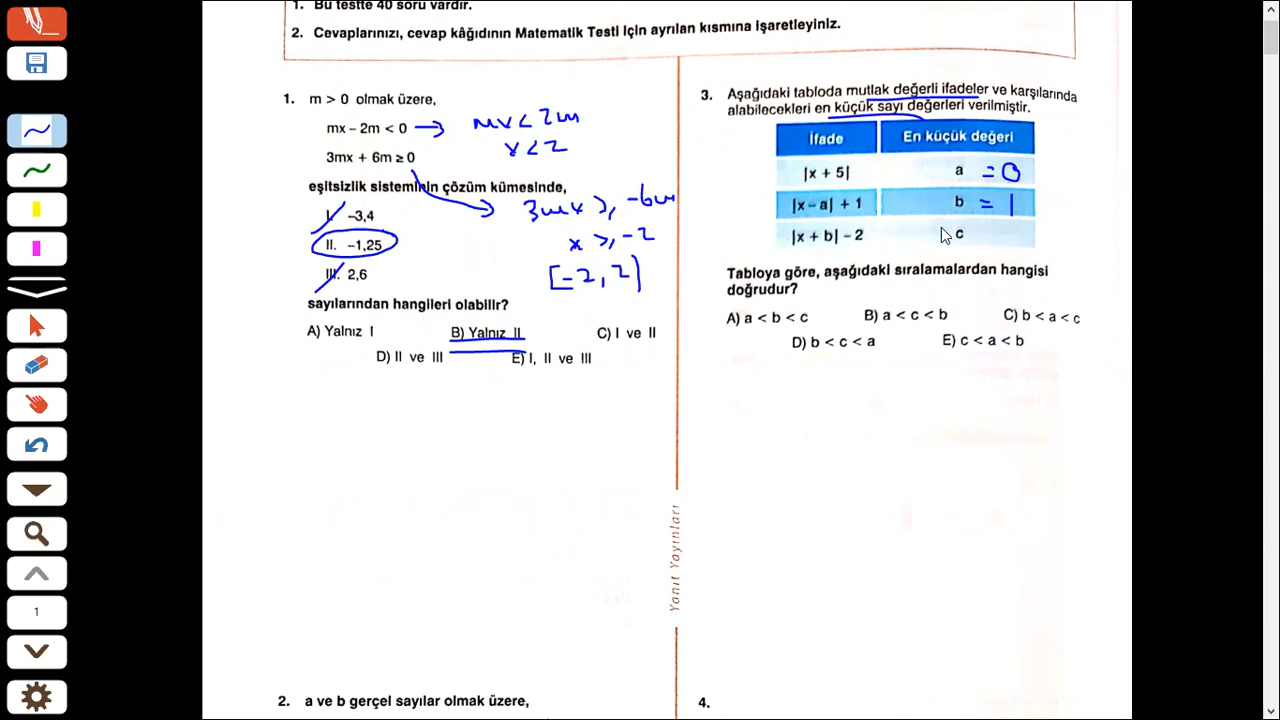 1. Bu testte 40 soru vardır.
2. Cevaplarınızı, cevap kâğıdının Matematik Testi için ayrılan kısmına işaretleyiniz.
1. m > 0 olmak üzere,
mx – 2m < 0 → mx < 2m
x < 2
3mx + 6m ≥ 0
eşitsizlik sisteminin çözüm kümesinde,
3mx ≥ -6m
I. –3,4
x ≥ -2
II. –1,25
[-2, 2)
III. 2,6
sayılarından hangileri olabilir?
A) Yalnız I B) Yalnız II C) I ve II
D) II ve III E) I, II ve III
2. a ve b gerçel sayılar olmak üzere,
Yanıt Yayınları
3. Aşağıdaki tabloda mutlak değerli ifadeler ve karşılarında
alabilecekleri en küçük sayı değerleri verilmiştir.
İfade En küçük değeri
|x + 5| a = 0
|x – a| + 1 b = 1
|x + b| – 2 c
Tabloya göre, aşağıdaki sıralamalardan hangisi
doğrudur?
A) a < b < c B) a < c < b C) b < a < c
D) b < c < a E) c < a < b
4.
1